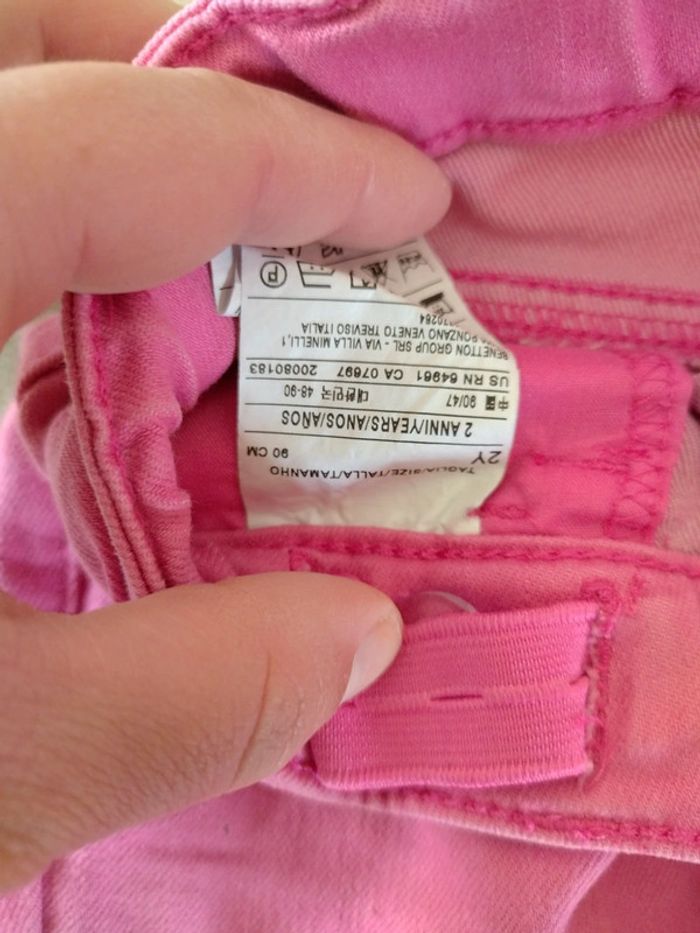 TAGLIA/SIZE/TALLA/TAMANHO
2Y 90 CM
2 ANNI/YEARS/ANOS/AÑOS
中國 90/47 대한민국 48-90
US RN 64961 CA 07697 20080183
BENETTON GROUP SRL - VIA VILLA MINELLI,1
PONZANO VENETO TREVISO ITALIA
P